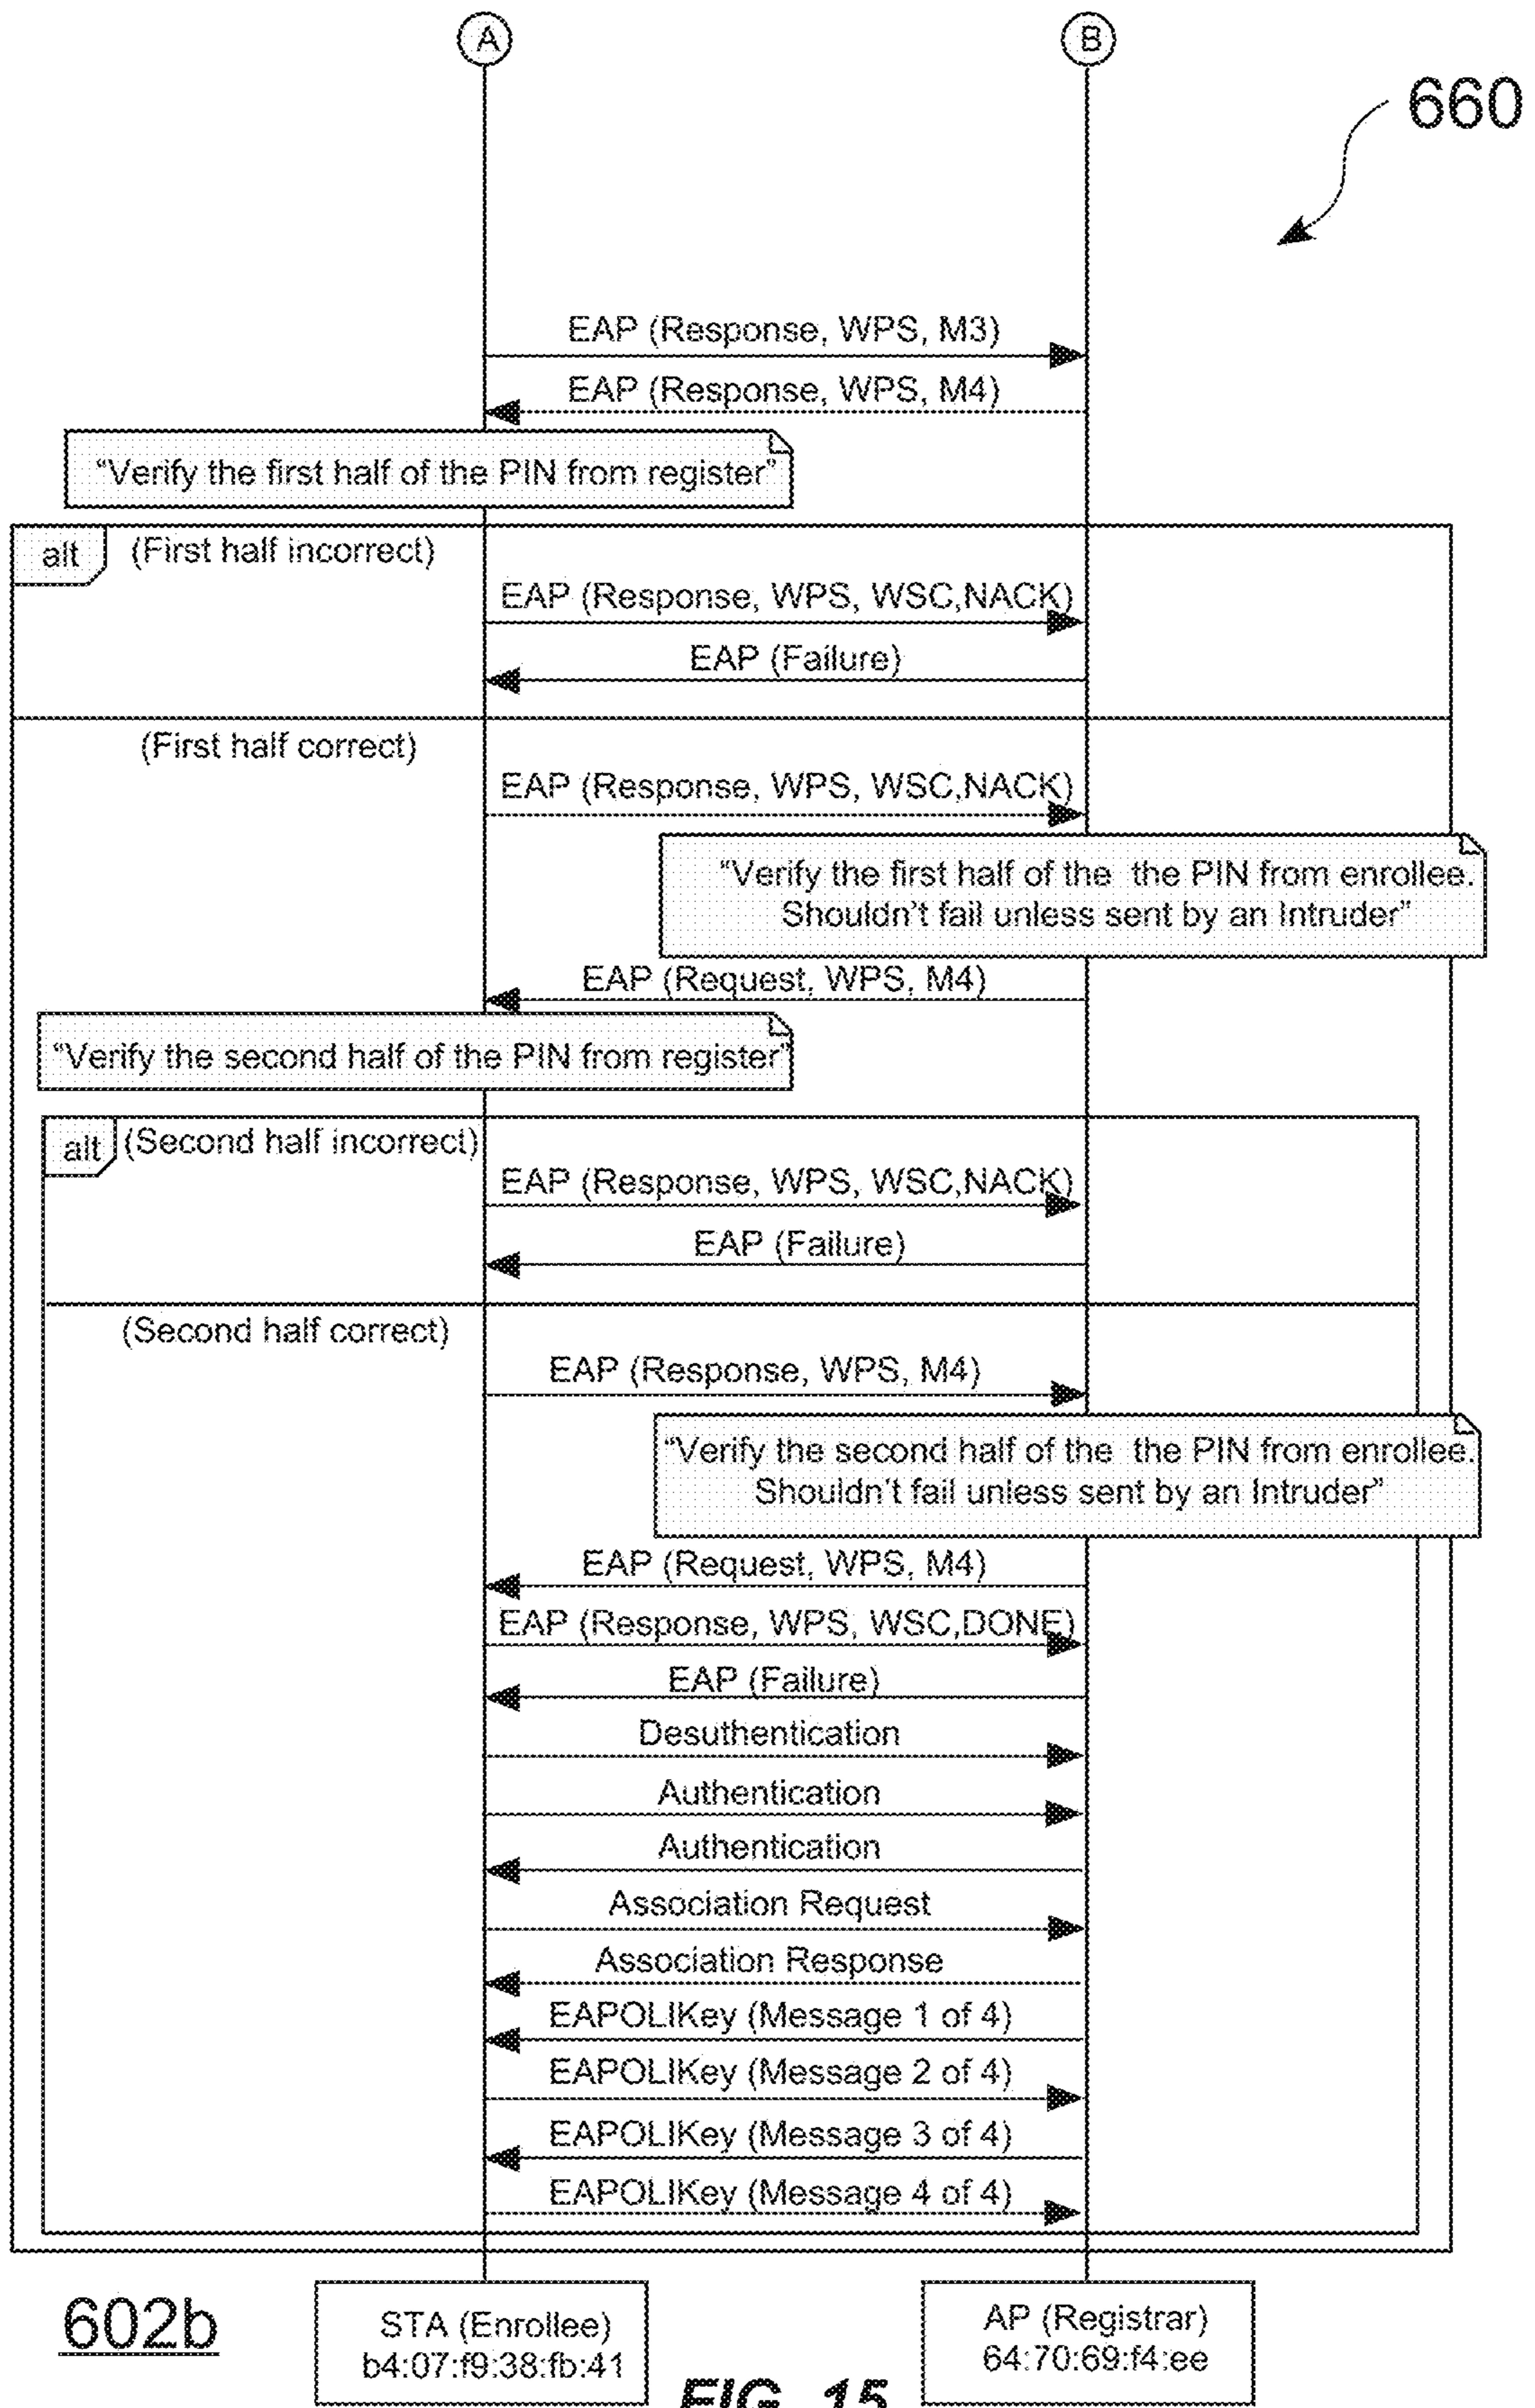 A
B
660
EAP (Response, WPS, M3)
EAP (Response, WPS, M4)
“Verify the first half of the PIN from register”
alt
(First half incorrect)
EAP (Response, WPS, WSC,NACK)
EAP (Failure)
(First half correct)
EAP (Response, WPS, WSC,NACK)
“Verify the first half of the the PIN from enrollee.
Shouldn't fail unless sent by an Intruder”
EAP (Request, WPS, M4)
“Verify the second half of the PIN from register”
alt
(Second half incorrect)
EAP (Response, WPS, WSC,NACK)
EAP (Failure)
(Second half correct)
EAP (Response, WPS, M4)
“Verify the second half of the the PIN from enrollee.
Shouldn't fail unless sent by an Intruder”
EAP (Request, WPS, M4)
EAP (Response, WPS, WSC,DONE)
EAP (Failure)
Desuthentication
Authentication
Authentication
Association Request
Association Response
EAPOLIKey (Message 1 of 4)
EAPOLIKey (Message 2 of 4)
EAPOLIKey (Message 3 of 4)
EAPOLIKey (Message 4 of 4)
602b
STA (Enrollee)
b4:07:f9:38:fb:41
AP (Registrar)
64:70:69:f4:ee
FIG. 15